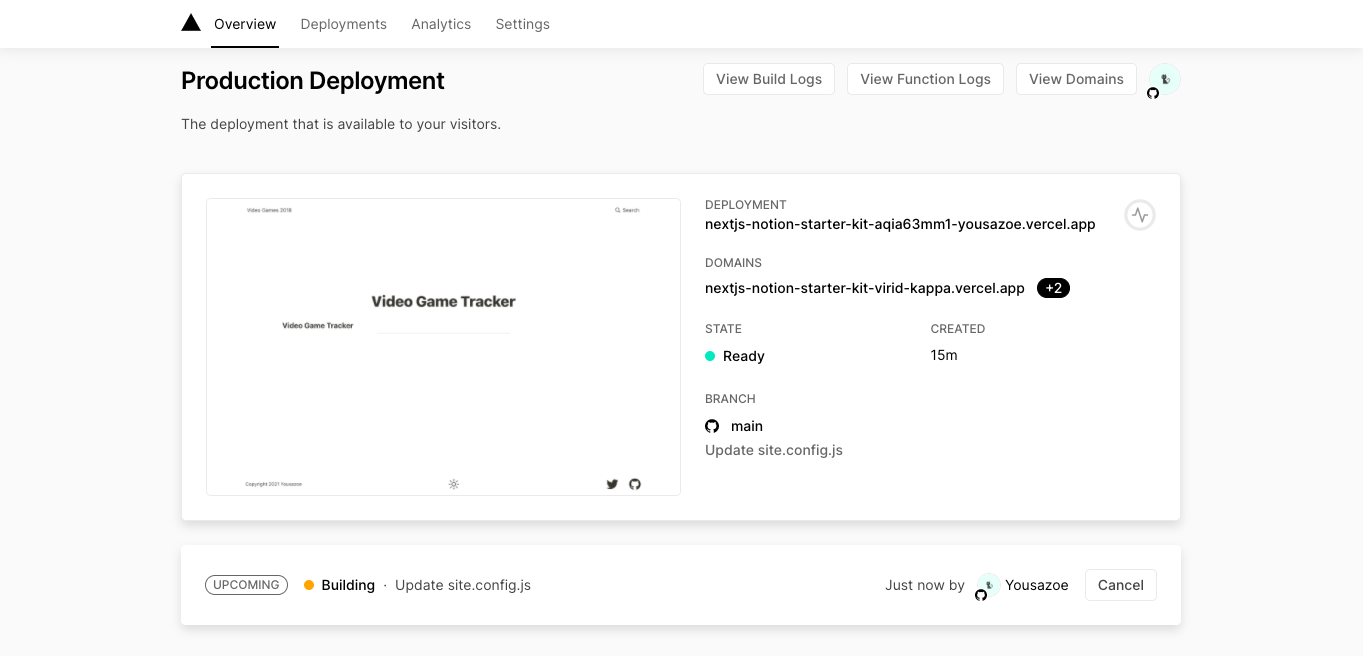 Overview Deployments Analytics Settings
Production Deployment
View Build Logs View Function Logs View Domains
The deployment that is available to your visitors.
Video Games 2018 Search
Video Game Tracker
Video Game Tracker
Copyright 2021 Yousazoe
DEPLOYMENT
nextjs-notion-starter-kit-aqia63mm1-yousazoe.vercel.app
DOMAINS
nextjs-notion-starter-kit-virid-kappa.vercel.app +2
STATE CREATED
Ready 15m
BRANCH
main
Update site.config.js
UPCOMING Building · Update site.config.js Just now by Yousazoe Cancel